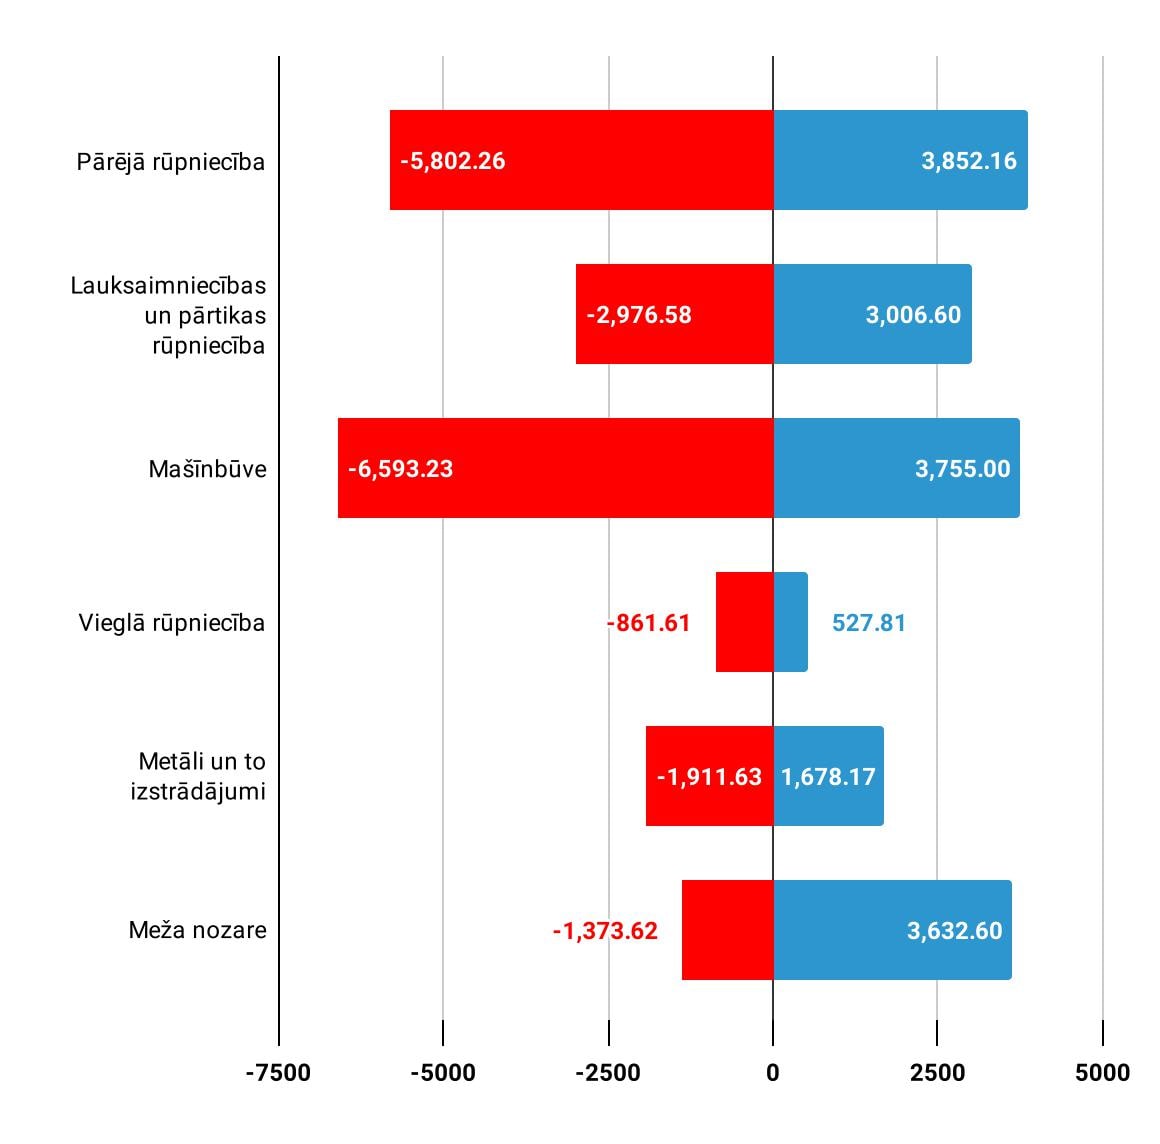 Pārējā rūpniecība
-5,802.26
3,852.16
Lauksaimniecības
un pārtikas
rūpniecība
-2,976.58
3,006.60
Mašīnbūve
-6,593.23
3,755.00
Vieglā rūpniecība
-861.61
527.81
Metāli un to
izstrādājumi
-1,911.63
1,678.17
Meža nozare
-1,373.62
3,632.60
-7500
-5000
-2500
0
2500
5000